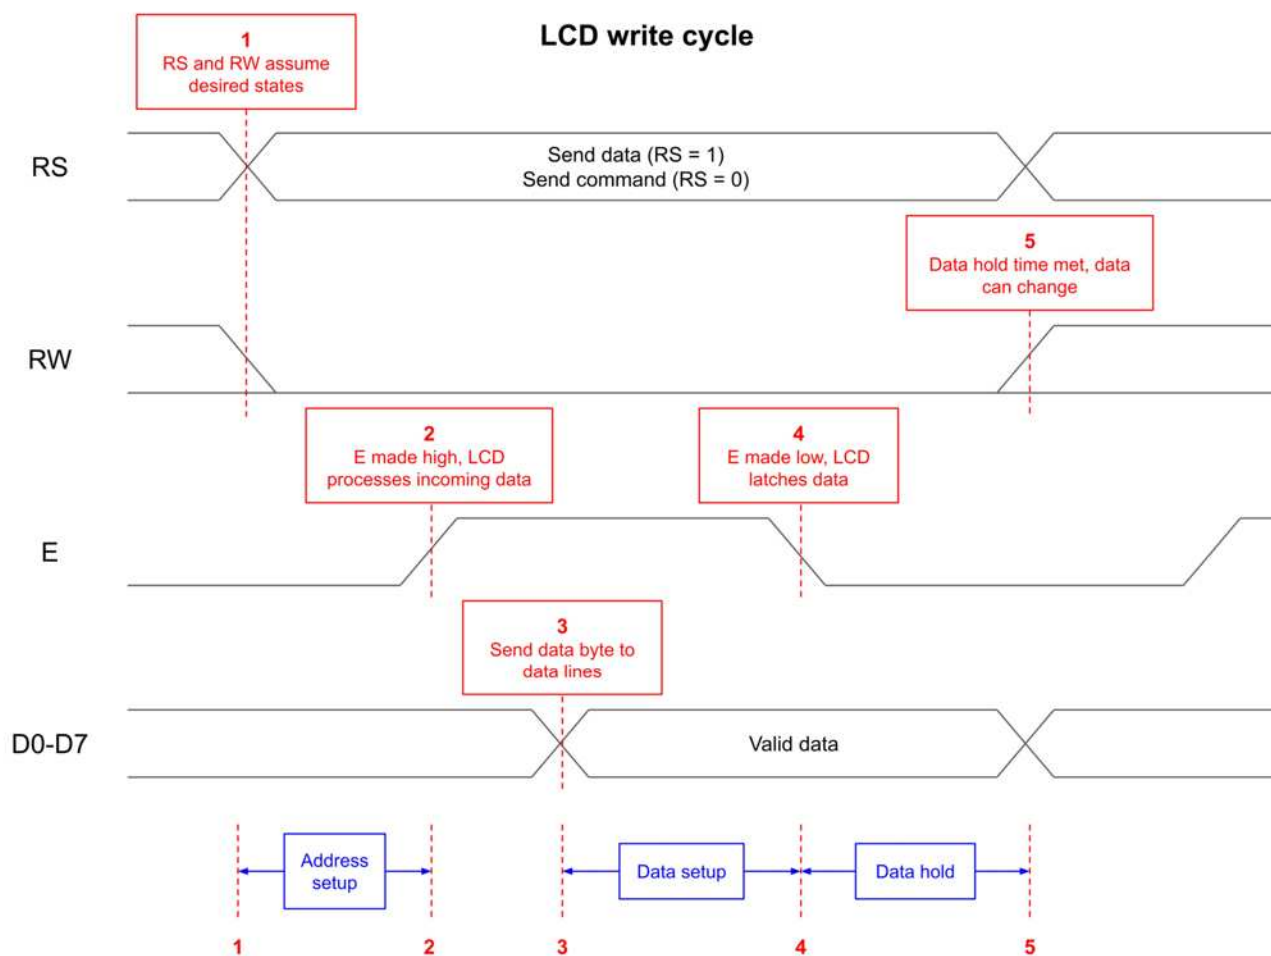 LCD write cycle
1
RS and RW assume
desired states
RS
Send data (RS = 1)
Send command (RS = 0)
5
Data hold time met, data
can change
RW
2
E made high, LCD
processes incoming data
4
E made low, LCD
latches data
E
3
Send data byte to
data lines
D0-D7
Valid data
Address
setup
Data setup
Data hold
1
2
3
4
5